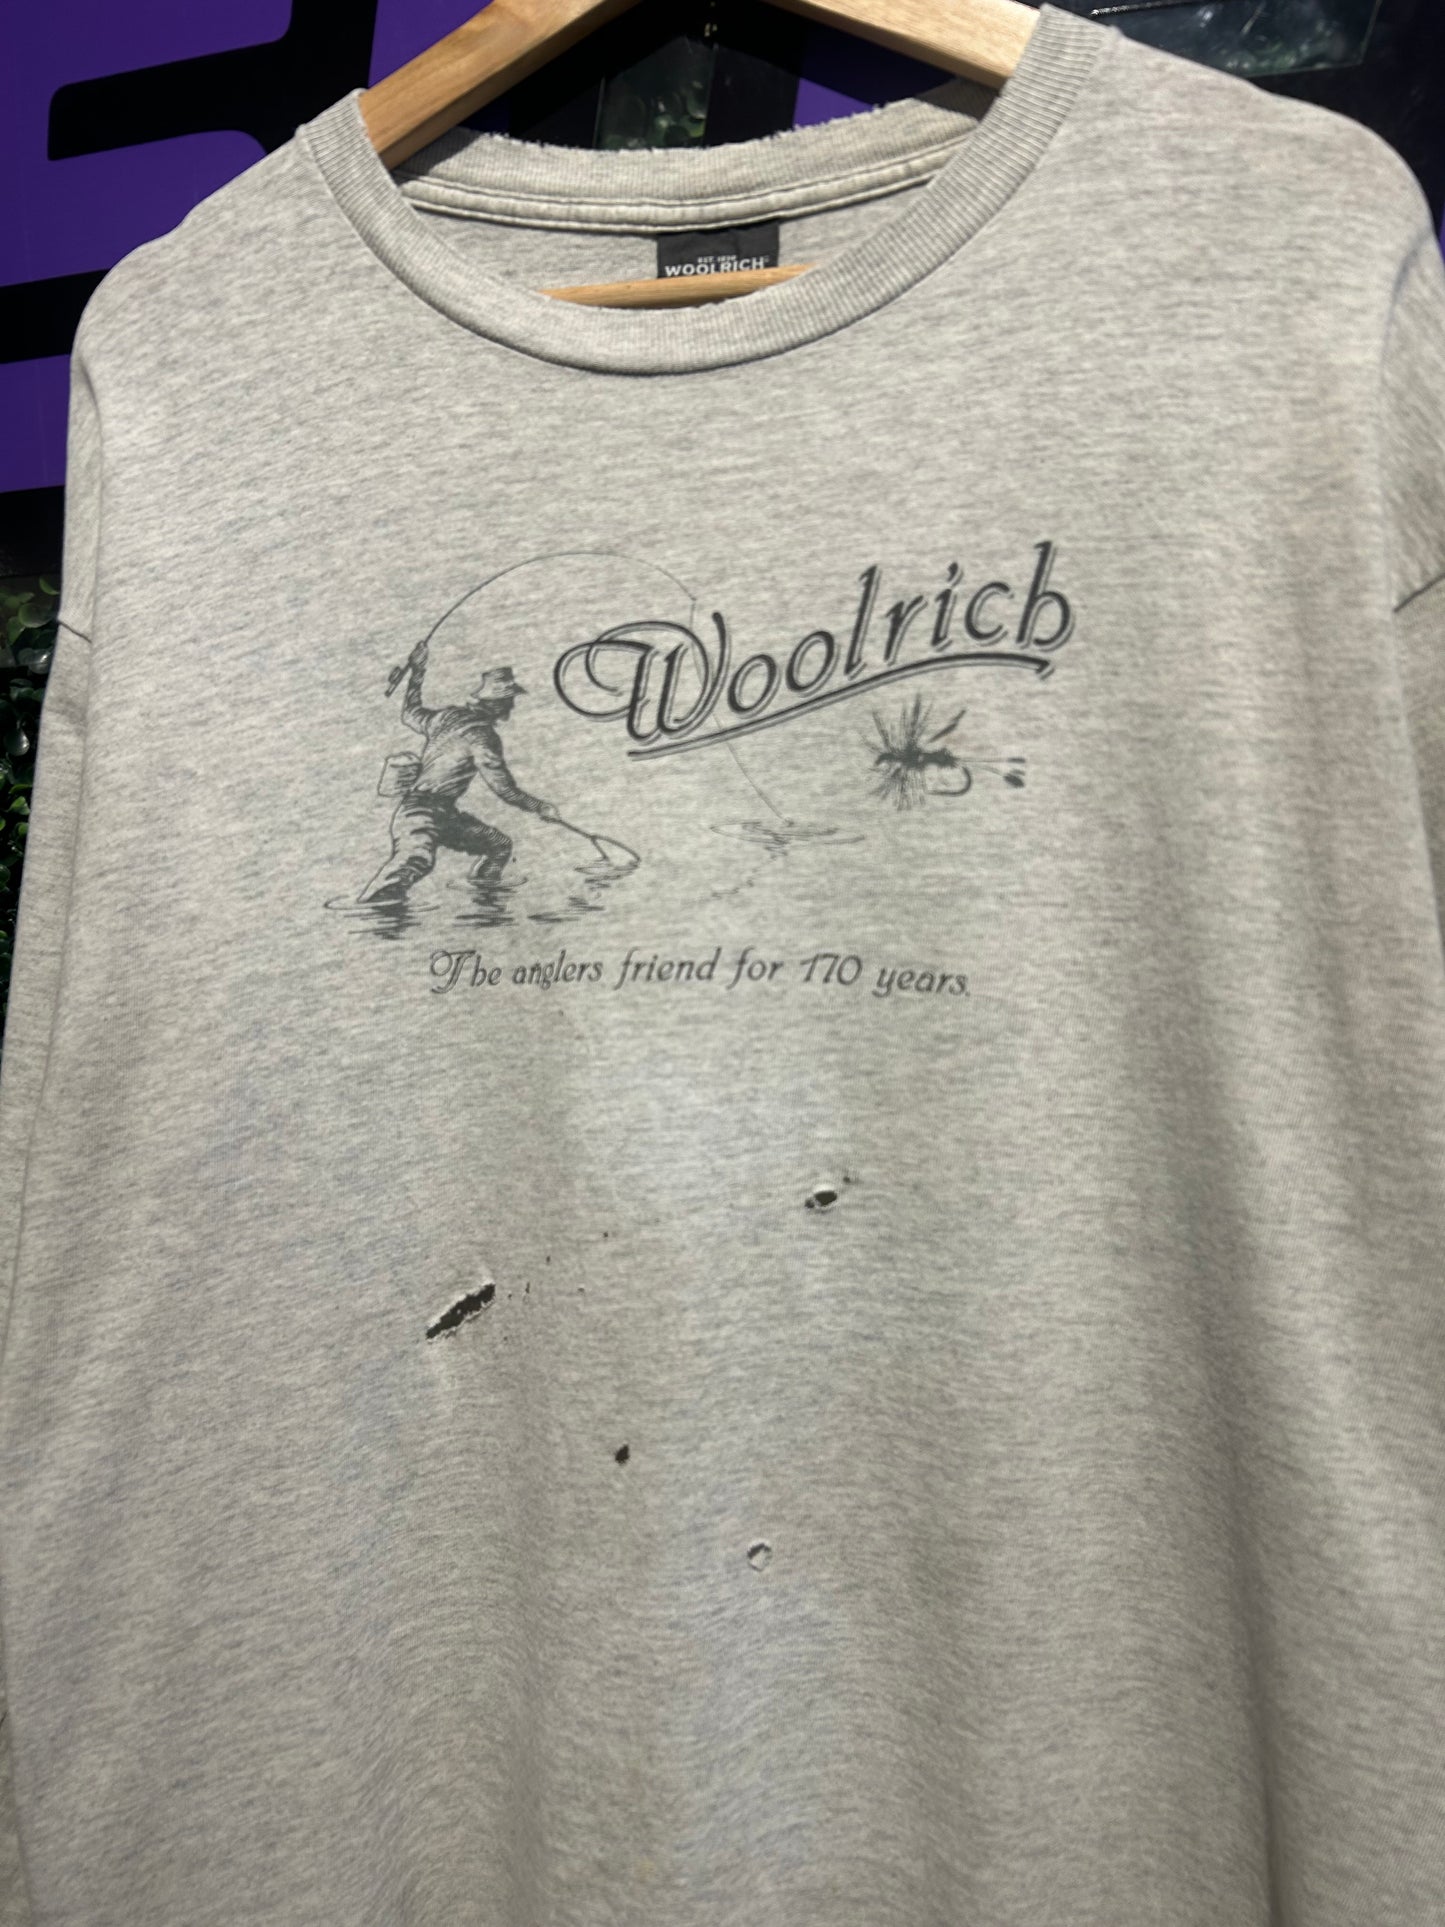 EST. 1830
WOOLRICH
Woolrich
The anglers friend for 170 years.